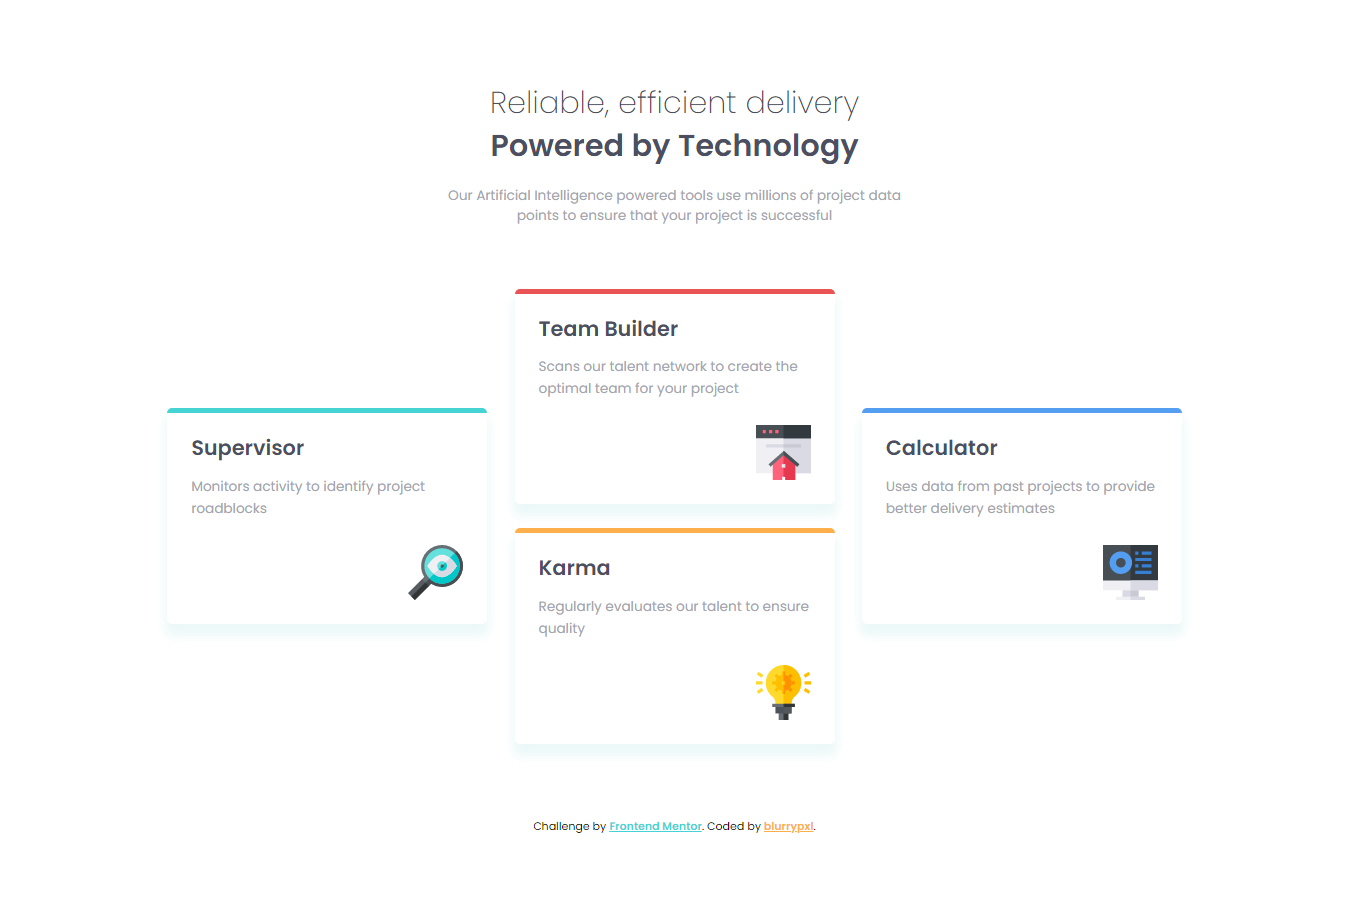 Reliable, efficient delivery
Powered by Technology
Our Artificial Intelligence powered tools use millions of project data
points to ensure that your project is successful
Supervisor
Monitors activity to identify project
roadblocks
Team Builder
Scans our talent network to create the
optimal team for your project
Karma
Regularly evaluates our talent to ensure
quality
Calculator
Uses data from past projects to provide
better delivery estimates
Challenge by Frontend Mentor. Coded by blurrypxl.